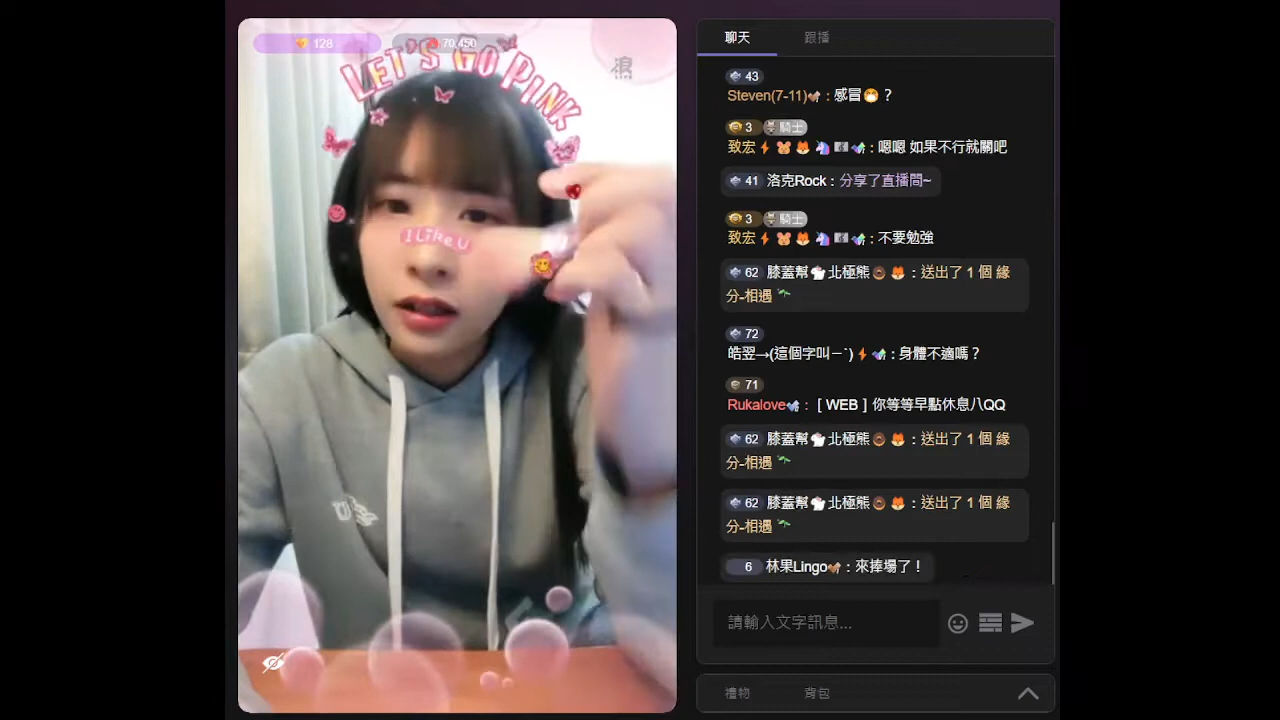 128
70,450
LET'S GO PINK
浪
I Like U
聊天
跟播
43
Steven(7-11) : 感冒 ?
3 騎士
致宏 : 嗯嗯 如果不行就關吧
41 洛克Rock : 分享了直播間~
3 騎士
致宏 : 不要勉強
62 膝蓋幫 北極熊 : 送出了 1 個 緣
分-相遇
72
皓翌→(這個字叫ㄧˋ) : 身體不適嗎 ?
71
Rukalove : [ WEB ] 你等等早點休息八QQ
62 膝蓋幫 北極熊 : 送出了 1 個 緣
分-相遇
62 膝蓋幫 北極熊 : 送出了 1 個 緣
分-相遇
6 林果Lingo : 來捧場了!
請輸入文字訊息...
禮物
背包